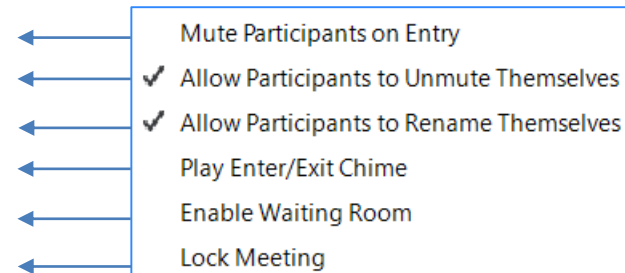 Mute Participants on Entry
✓ Allow Participants to Unmute Themselves
✓ Allow Participants to Rename Themselves
Play Enter/Exit Chime
Enable Waiting Room
Lock Meeting